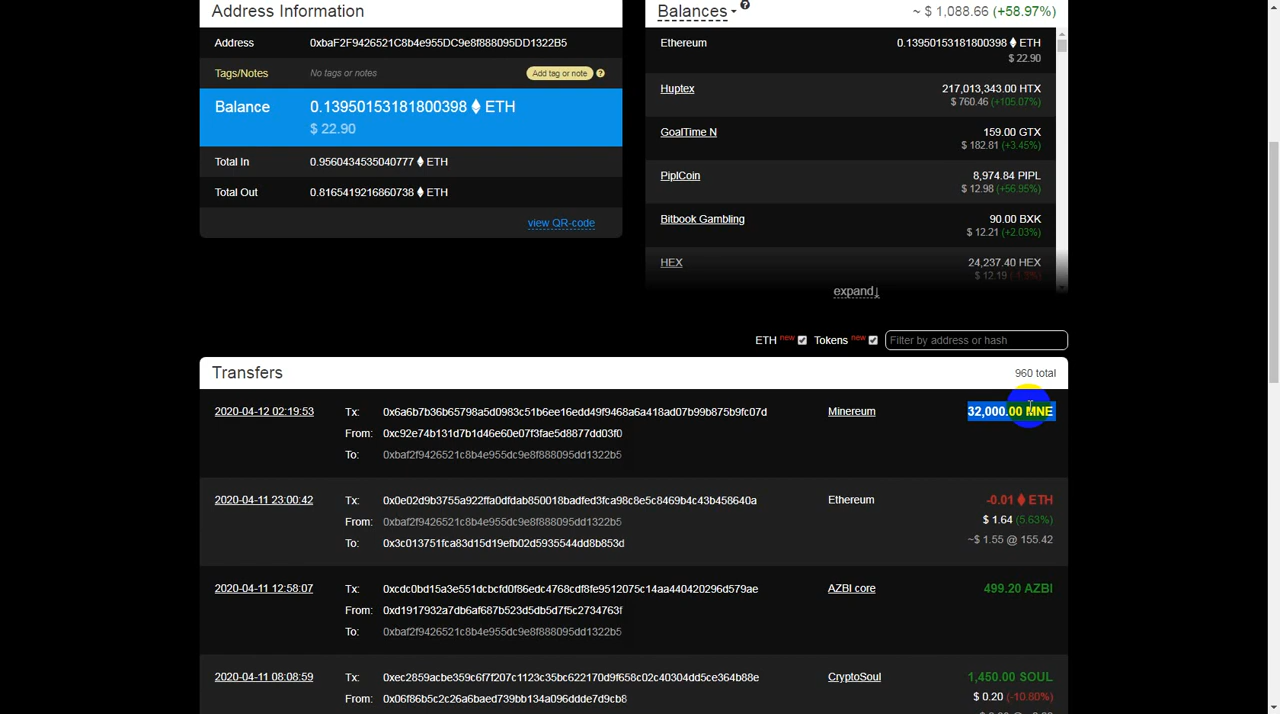 Address Information
Address 0xbaF2F9426521C8b4e955DC9e8f888095DD1322B5
Tags/Notes No tags or notes Add tag or note ?
Balance 0.13950153181800398 ETH
$ 22.90
Total In 0.9560434535040777 ETH
Total Out 0.8165419216860738 ETH
view QR-code
Balances ? ~ $ 1,088.66 (+58.97%)
Ethereum 0.13950153181800398 ETH
$ 22.90
Huptex 217,013,343.00 HTX
$ 760.46 (+105.07%)
GoalTime N 159.00 GTX
$ 182.81 (+3.45%)
PiplCoin 8,974.84 PIPL
$ 12.98 (+56.95%)
Bitbook Gambling 90.00 BXK
$ 12.21 (+2.03%)
HEX 24,237.40 HEX
$ 12.19
expand↓
ETH new Tokens new Filter by address or hash
Transfers 960 total
2020-04-12 02:19:53 Tx: 0x6a6b7b36b65798a5d0983c51b6ee16edd49f9468a6a418ad07b99b875b9fc07d Minereum 32,000.00 MNE
From: 0xc92e74b131d7b1d46e60e07f3fae5d8877dd03f0
To: 0xbaf2f9426521c8b4e955dc9e8f888095dd1322b5
2020-04-11 23:00:42 Tx: 0x0e02d9b3755a922ffa0dfdab850018badfed3fca98c8e5c8469b4c43b458640a Ethereum -0.01 ETH
From: 0xbaf2f9426521c8b4e955dc9e8f888095dd1322b5 $ 1.64 (5.63%)
To: 0x3c013751fca83d15d19efb02d5935544dd8b853d ~$ 1.55 @ 155.42
2020-04-11 12:58:07 Tx: 0xcdc0bd15a3e551dcbcfd0f86edc4768cdf8fe9512075c14aa440420296d579ae AZBI core 499.20 AZBI
From: 0xd1917932a7db6af687b523d5db5d7f5c2734763f
To: 0xbaf2f9426521c8b4e955dc9e8f888095dd1322b5
2020-04-11 08:08:59 Tx: 0xec2859acbe359c6f7f207c1123c35bc622170d9f658c02c40304dd5ce364b88e CryptoSoul 1,450.00 SOUL
From: 0x06f86b5c2c26a6baed739bb134a096ddde7d9cb8 $ 0.20 (-10.80%)